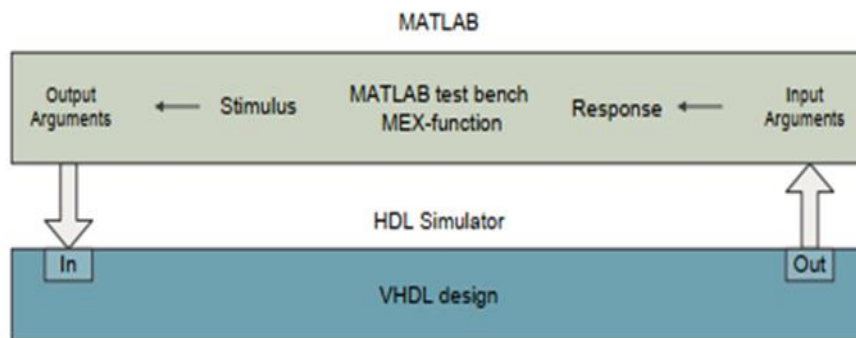 MATLAB
Output
Arguments
Stimulus
MATLAB test bench
MEX-function
Response
Input
Arguments
HDL Simulator
In
Out
VHDL design